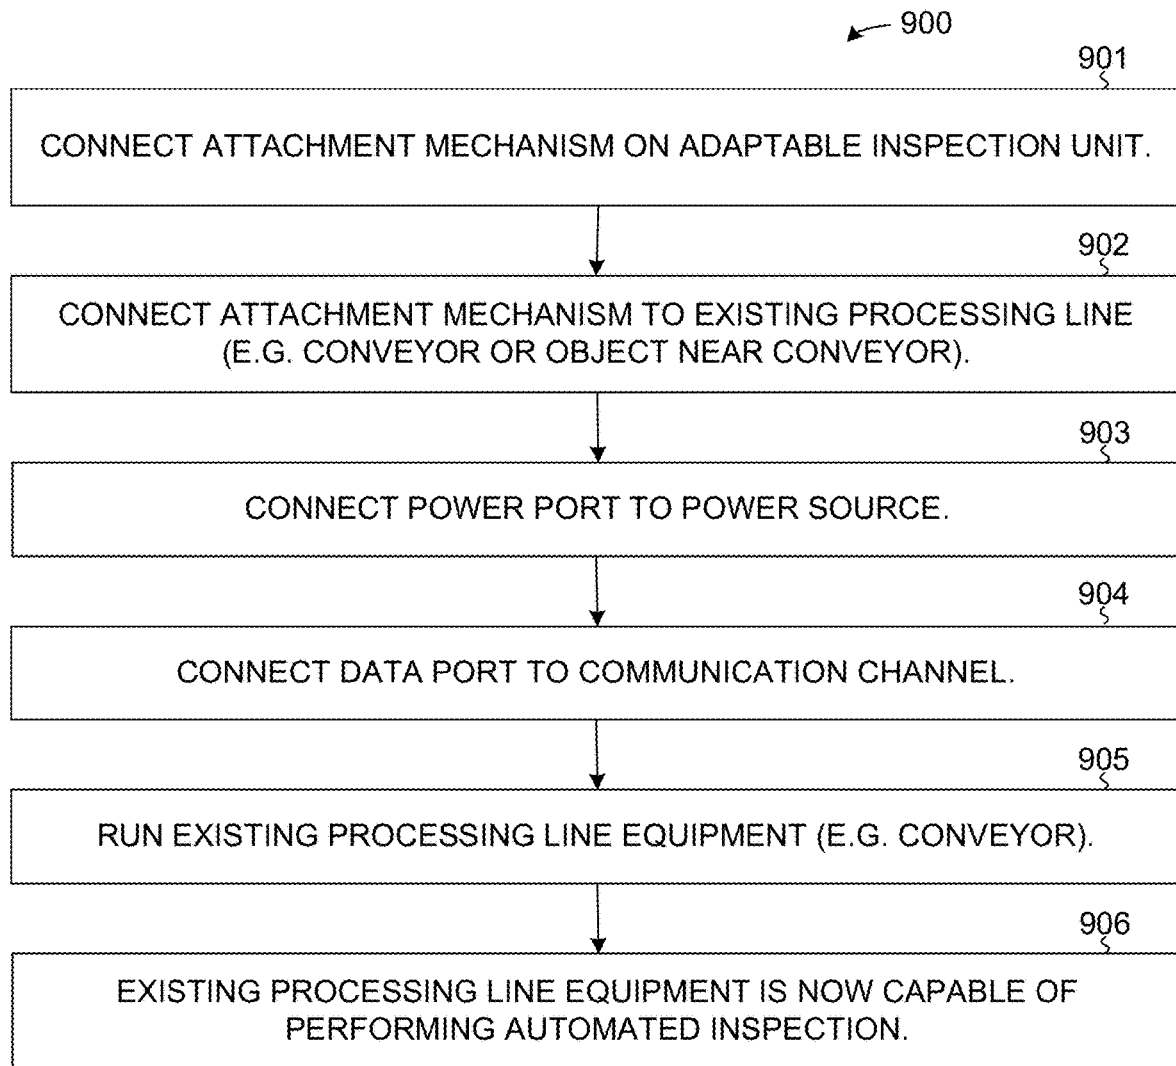 900
901
CONNECT ATTACHMENT MECHANISM ON ADAPTABLE INSPECTION UNIT.
902
CONNECT ATTACHMENT MECHANISM TO EXISTING PROCESSING LINE
(E.G. CONVEYOR OR OBJECT NEAR CONVEYOR).
903
CONNECT POWER PORT TO POWER SOURCE.
904
CONNECT DATA PORT TO COMMUNICATION CHANNEL.
905
RUN EXISTING PROCESSING LINE EQUIPMENT (E.G. CONVEYOR).
906
EXISTING PROCESSING LINE EQUIPMENT IS NOW CAPABLE OF
PERFORMING AUTOMATED INSPECTION.